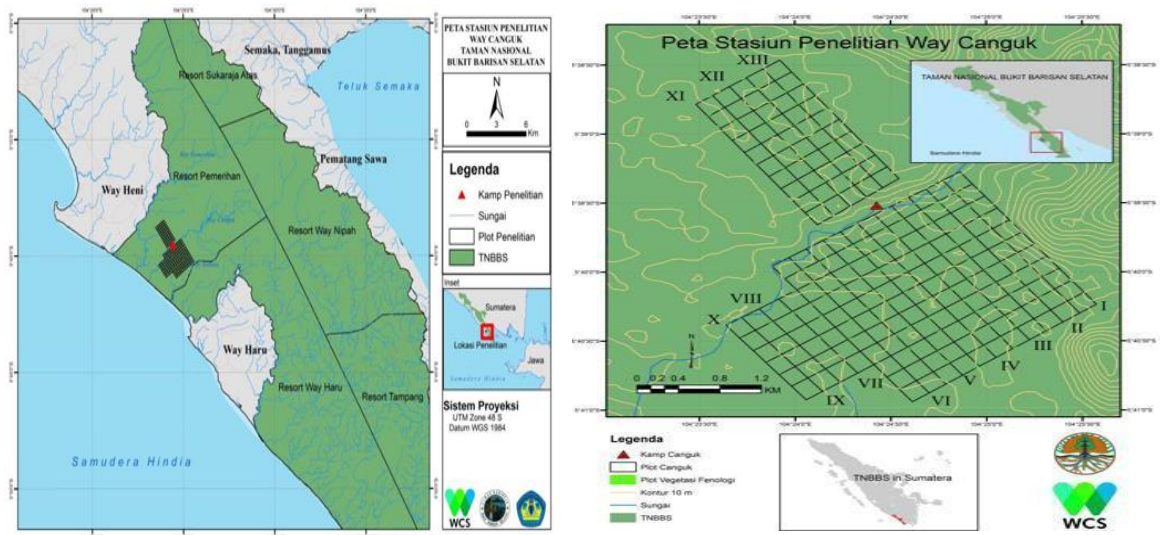 PETA STASIUN PENELITIAN
WAY CANGUK
TAMAN NASIONAL
BUKIT BARISAN SELATAN
N
0 3 6
Km
Legenda
Kamp Penelitian
Sungai
Plot Penelitian
TNBBS
Inset
Sumatera
Lokasi Penelitian
Jawa
Samudera Hindia
Sistem Proyeksi
UTM Zone 48 S
Datum WGS 1984
WCS
Semaka, Tanggamus
Resort Sukaraja Atas
Teluk Semaka
Pematang Sawa
Resort Pemerihan
Way Heni
Resort Way Nipah
Way Haru
Resort Way Haru
Resort Tampang
Samudera Hindia
Peta Stasiun Penelitian Way Canguk
TAMAN NASIONAL BUKIT BARISAN SELATAN
Samudera Hindia
XIII
XII
XI
VIII
X
I
II
III
IV
V
VII
VI
IX
N
0 0.2 0.4 0.8 1.2
KM
Legenda
Kamp Canguk
Plot Canguk
Plot Vegetasi Fenologi
Kontur 10 m
Sungai
TNBBS
TNBBS in Sumatera
WCS